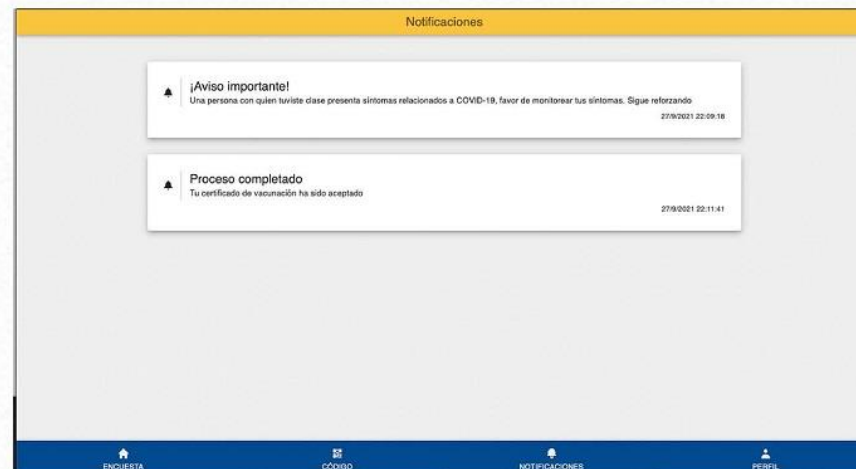 Notificaciones
¡Aviso importante!
Una persona con quien tuviste clase presenta síntomas relacionados a COVID-19, favor de monitorear tus síntomas. Sigue reforzando
27/9/2021 22:09:18
Proceso completado
Tu certificado de vacunación ha sido aceptado
27/9/2021 22:11:41
ENCUESTA
CÓDIGO
NOTIFICACIONES
PERFIL